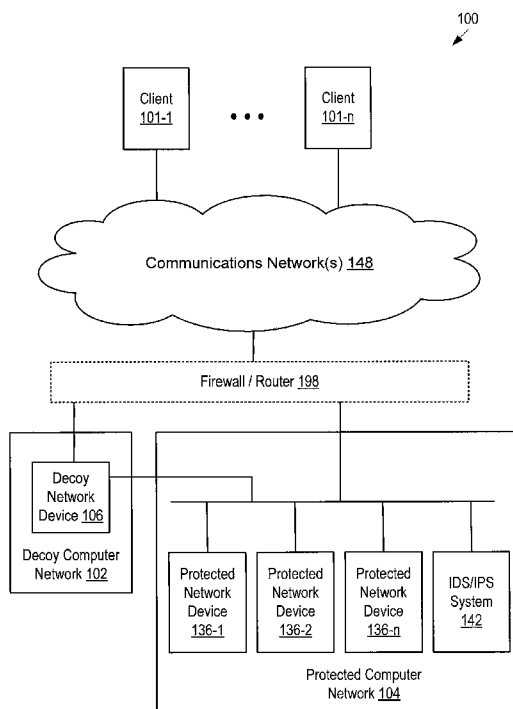 100
Client
101-1
Client
101-n
Communications Network(s) 148
Firewall / Router 198
Decoy
Network
Device 106
Decoy Computer
Network 102
Protected
Network
Device
136-1
Protected
Network
Device
136-2
Protected
Network
Device
136-n
IDS/IPS
System
142
Protected Computer
Network 104